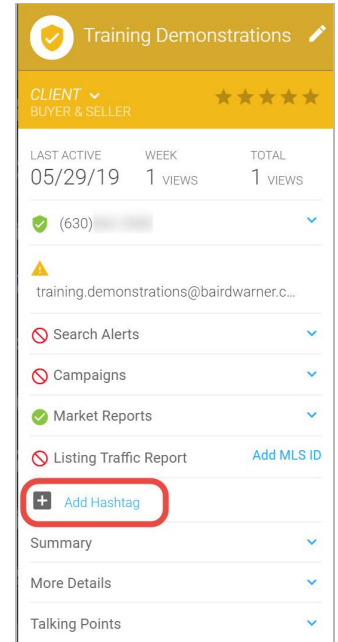 Training Demonstrations
CLIENT
BUYER & SELLER
LAST ACTIVE WEEK TOTAL
05/29/19 1 VIEWS 1 VIEWS
(630)
training.demonstrations@bairdwarner.c...
Search Alerts
Campaigns
Market Reports
Listing Traffic Report Add MLS ID
Add Hashtag
Summary
More Details
Talking Points